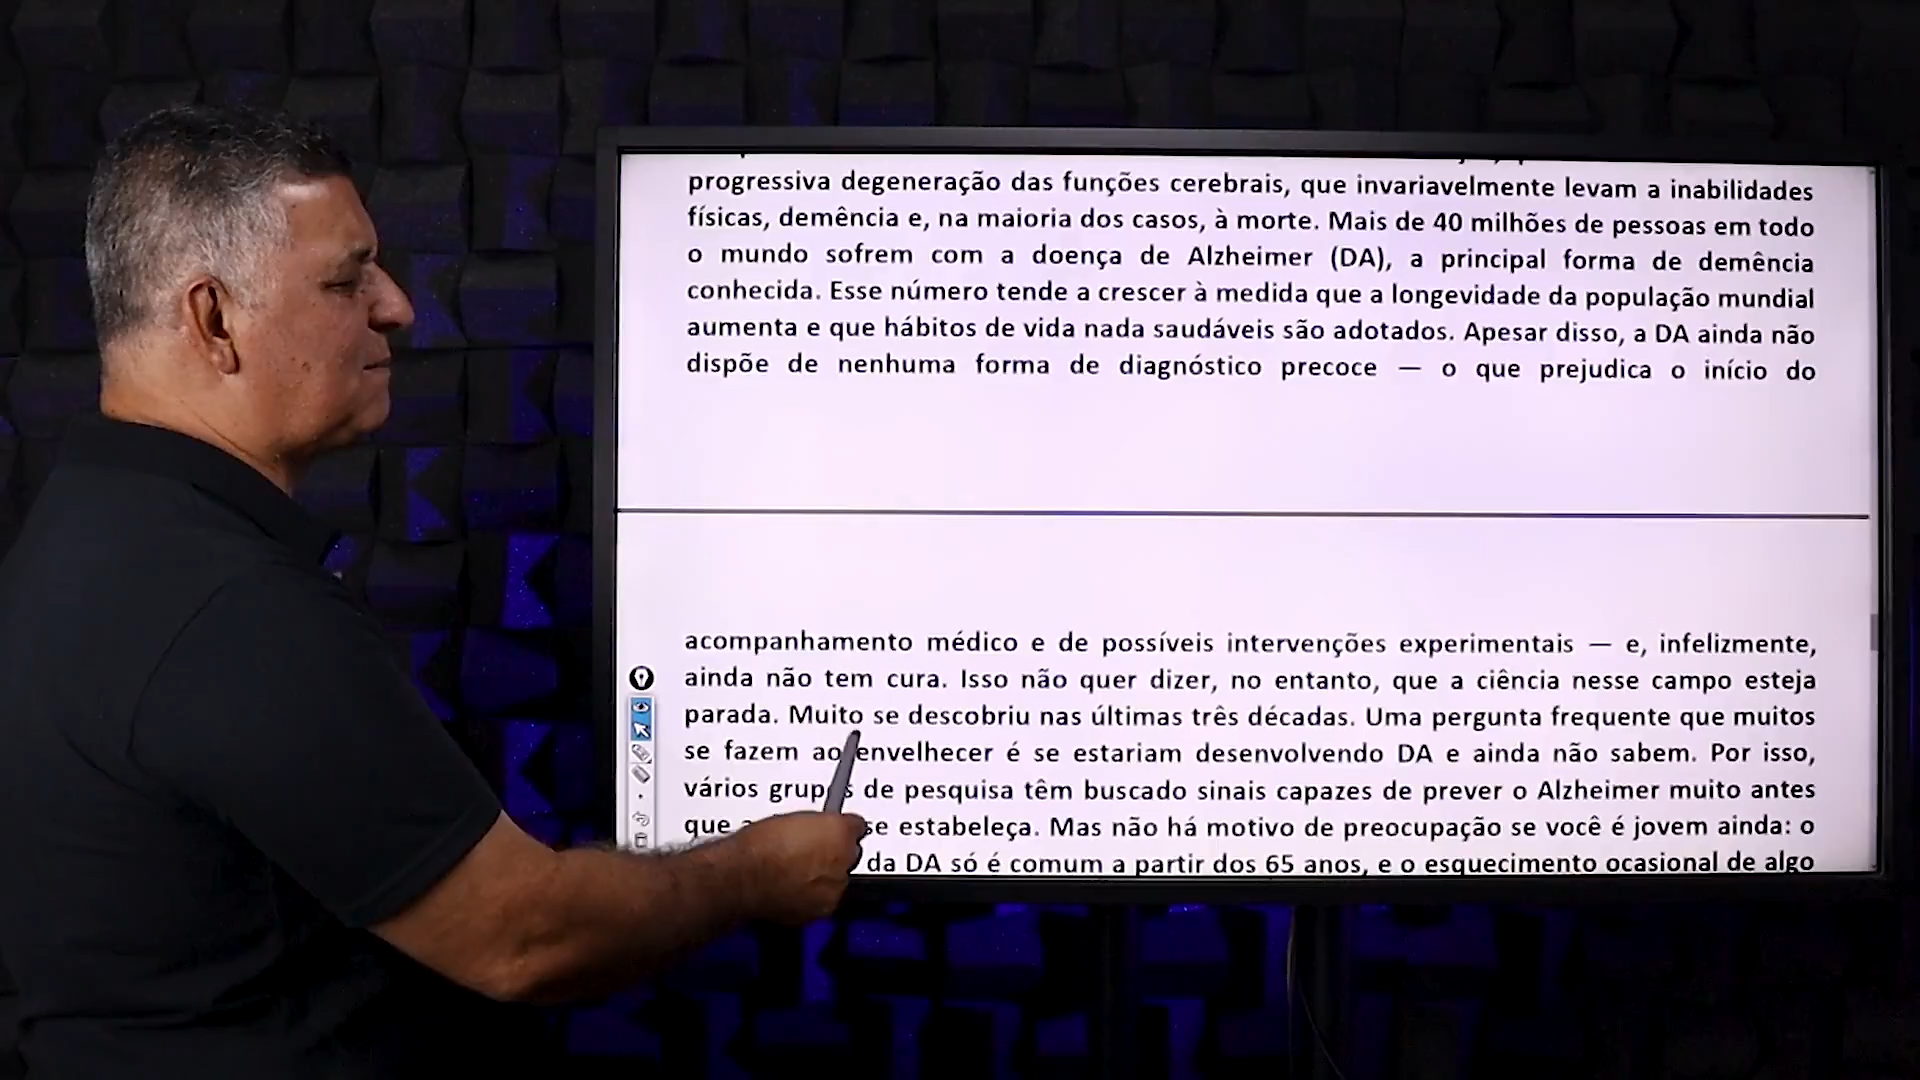 progressiva degeneração das funções cerebrais, que invariavelmente levam a inabilidades
físicas, demência e, na maioria dos casos, à morte. Mais de 40 milhões de pessoas em todo
o mundo sofrem com a doença de Alzheimer (DA), a principal forma de demência
conhecida. Esse número tende a crescer à medida que a longevidade da população mundial
aumenta e que hábitos de vida nada saudáveis são adotados. Apesar disso, a DA ainda não
dispõe de nenhuma forma de diagnóstico precoce — o que prejudica o início do
acompanhamento médico e de possíveis intervenções experimentais — e, infelizmente,
ainda não tem cura. Isso não quer dizer, no entanto, que a ciência nesse campo esteja
parada. Muito se descobriu nas últimas três décadas. Uma pergunta frequente que muitos
se fazem ao envelhecer é se estariam desenvolvendo DA e ainda não sabem. Por isso,
vários grupos de pesquisa têm buscado sinais capazes de prever o Alzheimer muito antes
que se estabeleça. Mas não há motivo de preocupação se você é jovem ainda: o
da DA só é comum a partir dos 65 anos, e o esquecimento ocasional de algo